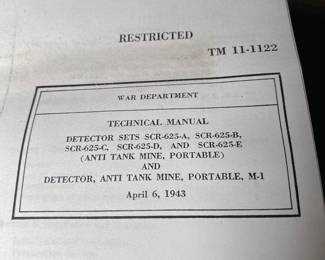 RESTRICTED
TM 11-1122
WAR DEPARTMENT
TECHNICAL MANUAL
DETECTOR SETS SCR-625-A, SCR-625-B,
SCR-625-C, SCR-625-D, AND SCR-625-E
(ANTI TANK MINE, PORTABLE)
AND
DETECTOR, ANTI TANK MINE, PORTABLE, M-1
April 6, 1943